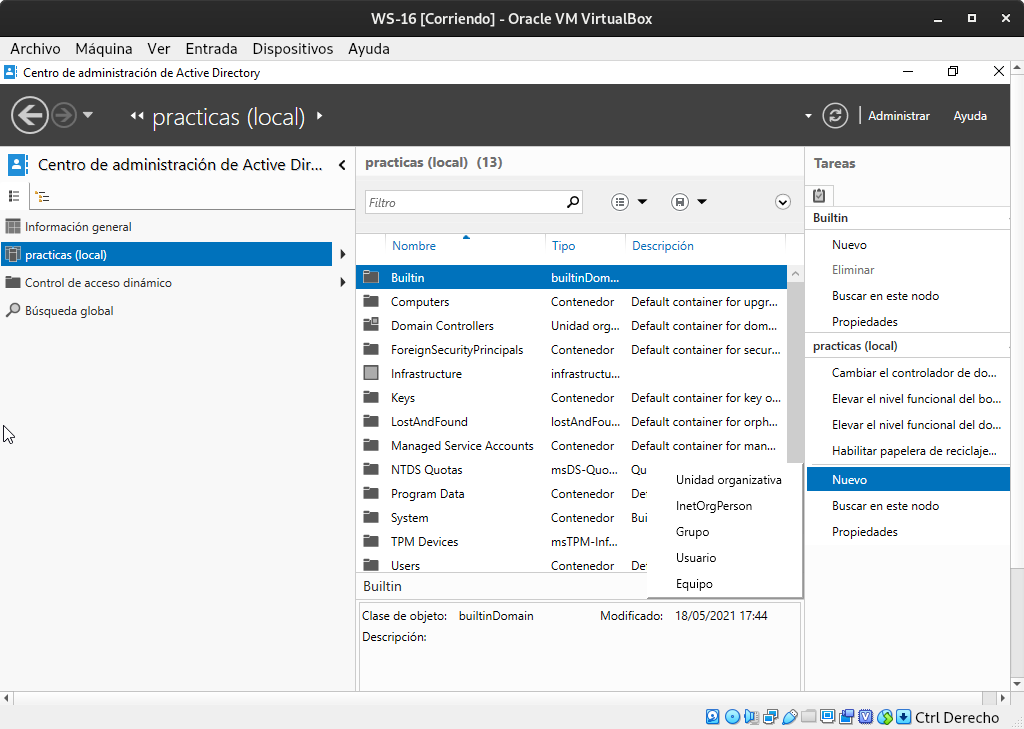 WS-16 [Corriendo] - Oracle VM VirtualBox
Archivo Máquina Ver Entrada Dispositivos Ayuda
Centro de administración de Active Directory
practicas (local)
Administrar Ayuda
Centro de administración de Active Dir...
Información general
practicas (local)
Control de acceso dinámico
Búsqueda global
practicas (local) (13)
Filtro
Nombre Tipo Descripción
Builtin builtinDom...
Computers Contenedor Default container for upgr...
Domain Controllers Unidad org... Default container for dom...
ForeignSecurityPrincipals Contenedor Default container for secur...
Infrastructure infrastructu...
Keys Contenedor Default container for key o...
LostAndFound lostAndFou... Default container for orph...
Managed Service Accounts Contenedor Default container for man...
NTDS Quotas msDS-Quo... Qu
Program Data Contenedor De
System Contenedor Bui
TPM Devices msTPM-Inf...
Users Contenedor De
Unidad organizativa
InetOrgPerson
Grupo
Usuario
Equipo
Builtin
Clase de objeto: builtinDomain Modificado: 18/05/2021 17:44
Descripción:
Tareas
Builtin
Nuevo
Eliminar
Buscar en este nodo
Propiedades
practicas (local)
Cambiar el controlador de do...
Elevar el nivel funcional del bo...
Elevar el nivel funcional del do...
Habilitar papelera de reciclaje...
Nuevo
Buscar en este nodo
Propiedades
Ctrl Derecho